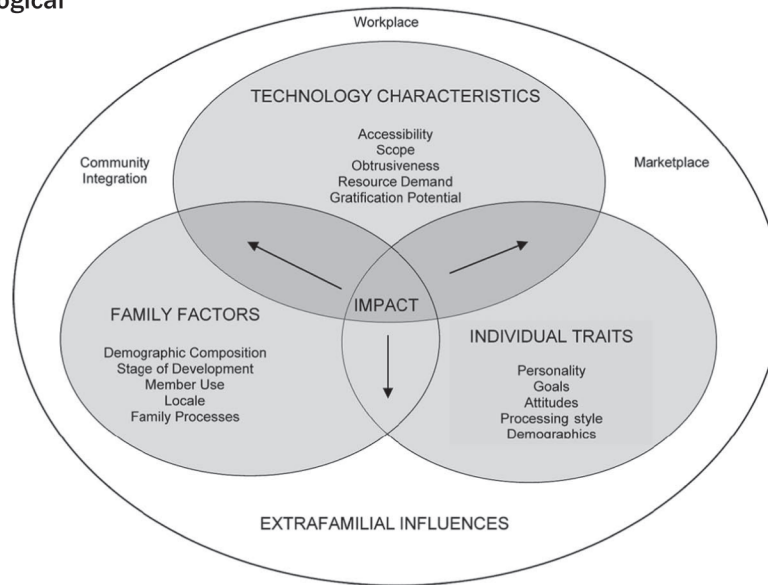 Workplace
TECHNOLOGY CHARACTERISTICS
Accessibility
Scope
Obtrusiveness
Resource Demand
Gratification Potential
Community
Integration
Marketplace
IMPACT
FAMILY FACTORS
Demographic Composition
Stage of Development
Member Use
Locale
Family Processes
INDIVIDUAL TRAITS
Personality
Goals
Attitudes
Processing style
Demographics
EXTRAFAMILIAL INFLUENCES